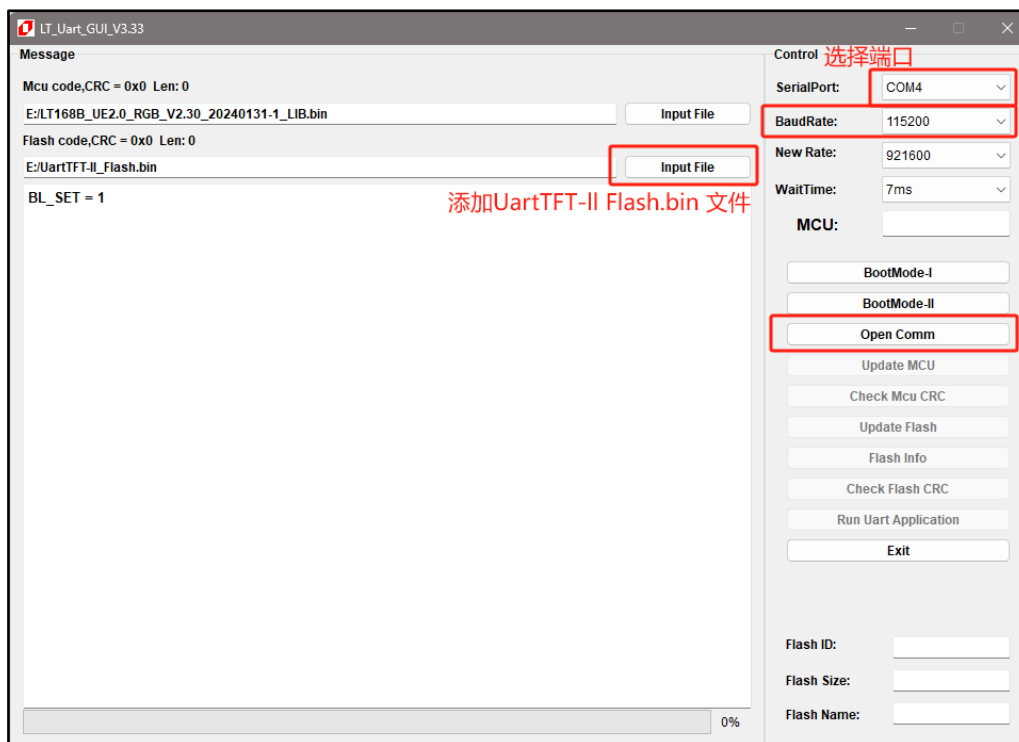 LT_Uart_GUI_V3.33
Message
Mcu code,CRC = 0x0 Len: 0
E:/LT168B_UE2.0_RGB_V2.30_20240131-1_LIB.bin
Input File
Flash code,CRC = 0x0 Len: 0
E:/UartTFT-II_Flash.bin
Input File
BL_SET = 1
添加UartTFT-ll Flash.bin 文件
0%
Control
选择端口
SerialPort: COM4
BaudRate: 115200
New Rate: 921600
WaitTime: 7ms
MCU:
BootMode-I
BootMode-II
Open Comm
Update MCU
Check Mcu CRC
Update Flash
Flash Info
Check Flash CRC
Run Uart Application
Exit
Flash ID:
Flash Size:
Flash Name: